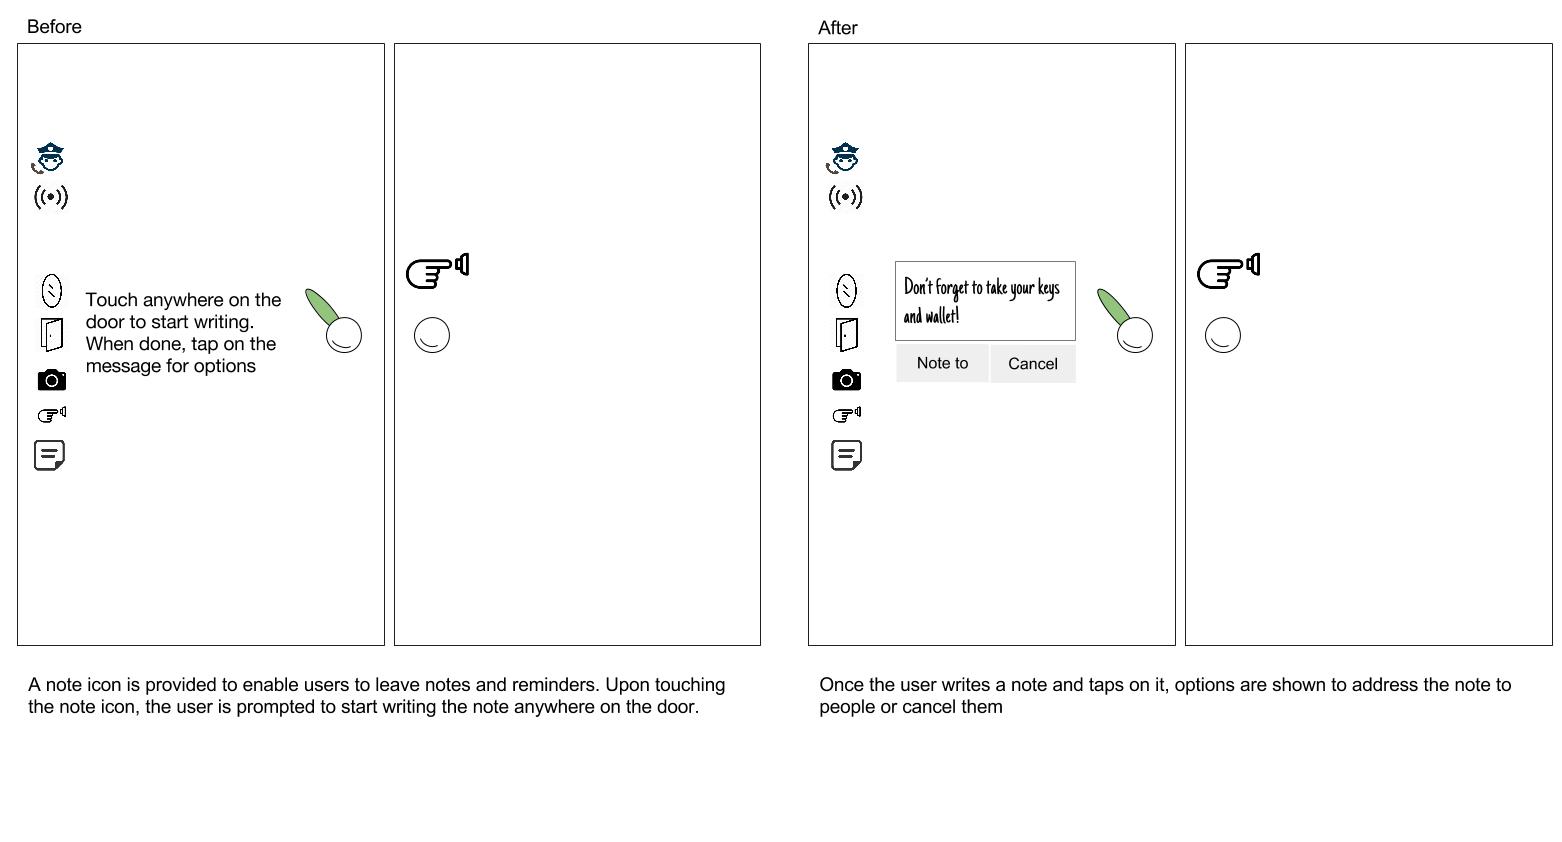 Before
Touch anywhere on the
door to start writing.
When done, tap on the
message for options
A note icon is provided to enable users to leave notes and reminders. Upon touching
the note icon, the user is prompted to start writing the note anywhere on the door.
After
Don't forget to take your keys
and wallet!
Note to
Cancel
Once the user writes a note and taps on it, options are shown to address the note to
people or cancel them